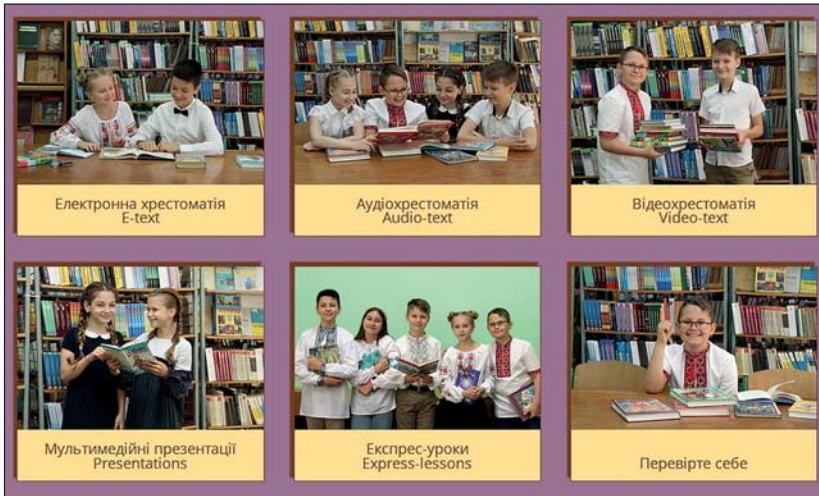 Електронна хрестоматія
E-text
Аудіохрестоматія
Audio-text
Відеохрестоматія
Video-text
Мультимедійні презентації
Presentations
Експрес-уроки
Express-lessons
Перевірте себе